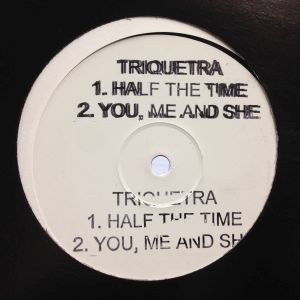 TRIQUETRA
1. HALF THE TIME
2. YOU, ME AND SHE
TRIQUETRA
1. HALF THE TIME
2. YOU, ME AND SH